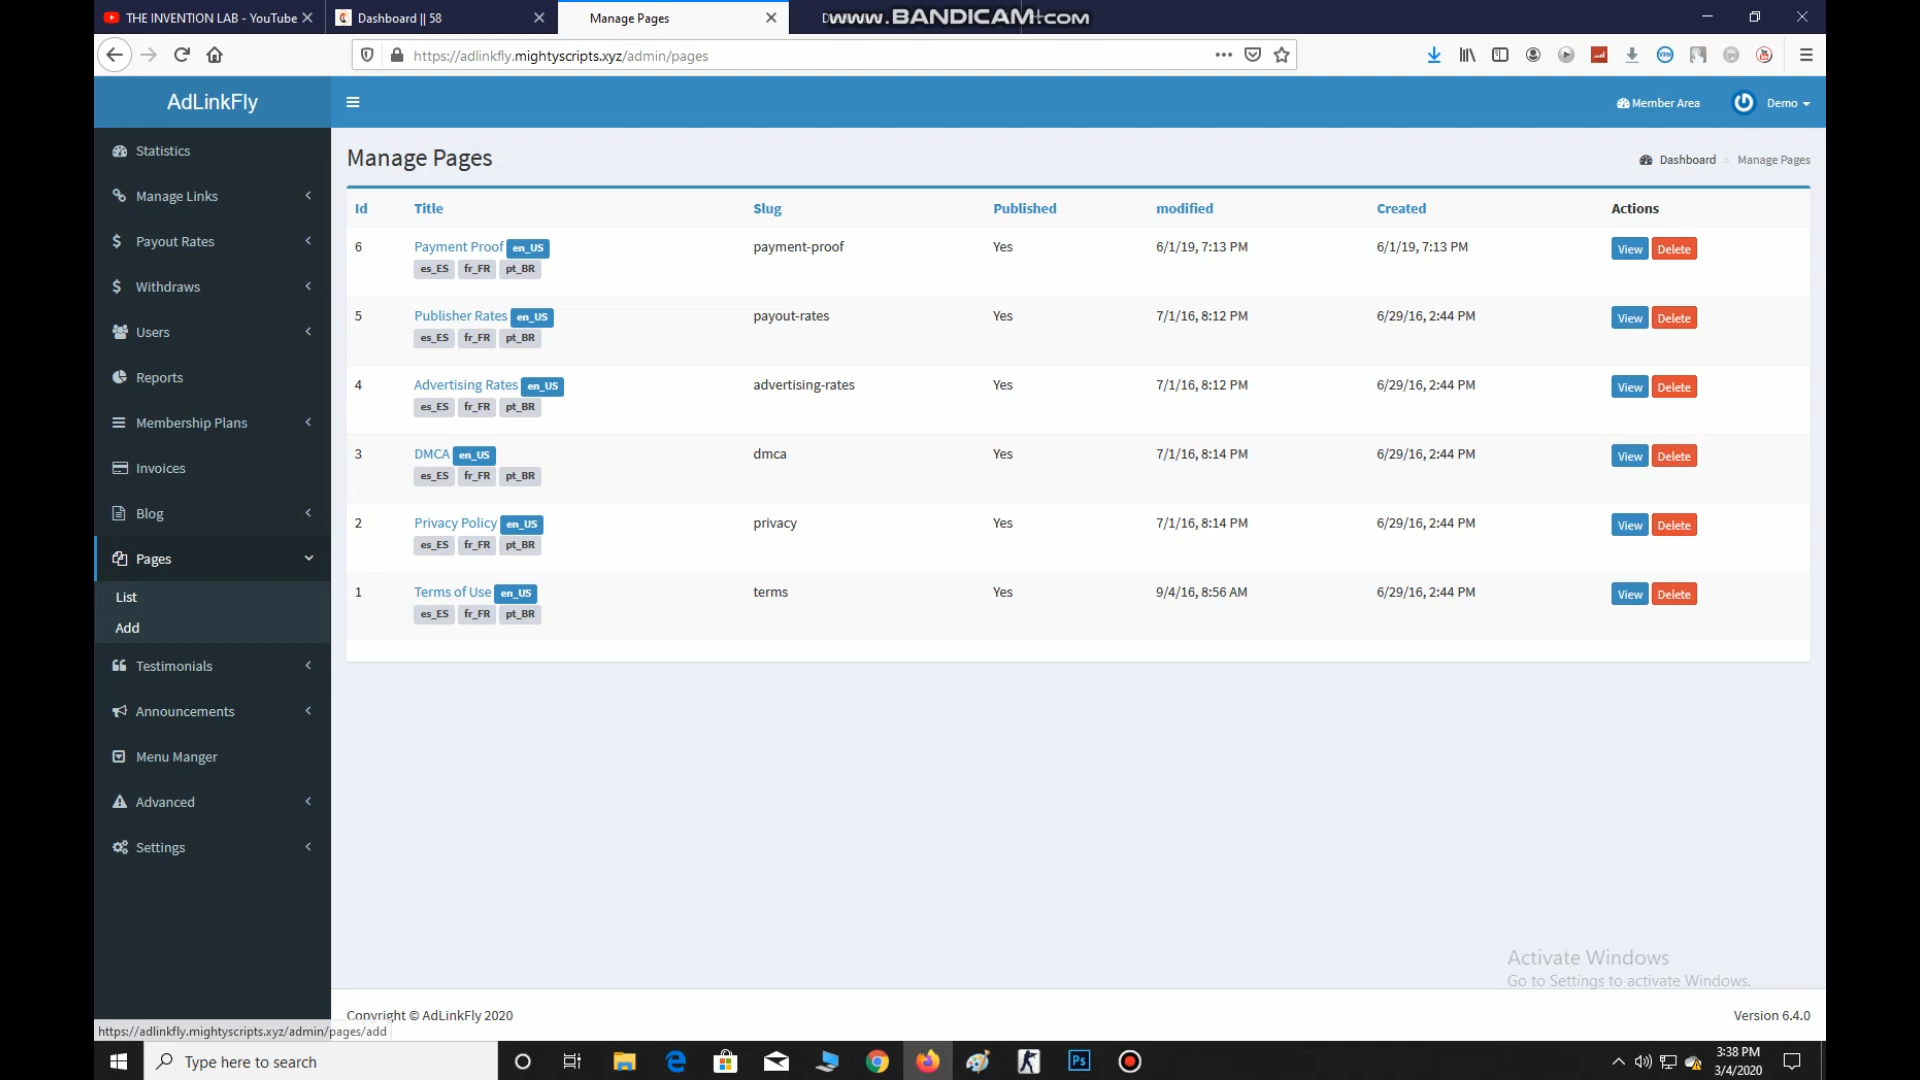 THE INVENTION LAB - YouTube
Dashboard || 58
Manage Pages
www.BANDICAM.com
https://adlinkfly.mightyscripts.xyz/admin/pages
AdLinkFly
Member Area
Demo
Statistics
Manage Links
Payout Rates
Withdraws
Users
Reports
Membership Plans
Invoices
Blog
Pages
List
Add
Testimonials
Announcements
Menu Manger
Advanced
Settings
Manage Pages
Dashboard > Manage Pages
Id Title Slug Published modified Created Actions
6 Payment Proof en_US payment-proof Yes 6/1/19, 7:13 PM 6/1/19, 7:13 PM View Delete
es_ES fr_FR pt_BR
5 Publisher Rates en_US payout-rates Yes 7/1/16, 8:12 PM 6/29/16, 2:44 PM View Delete
es_ES fr_FR pt_BR
4 Advertising Rates en_US advertising-rates Yes 7/1/16, 8:12 PM 6/29/16, 2:44 PM View Delete
es_ES fr_FR pt_BR
3 DMCA en_US dmca Yes 7/1/16, 8:14 PM 6/29/16, 2:44 PM View Delete
es_ES fr_FR pt_BR
2 Privacy Policy en_US privacy Yes 7/1/16, 8:14 PM 6/29/16, 2:44 PM View Delete
es_ES fr_FR pt_BR
1 Terms of Use en_US terms Yes 9/4/16, 8:56 AM 6/29/16, 2:44 PM View Delete
es_ES fr_FR pt_BR
Activate Windows
Go to Settings to activate Windows.
Copyright © AdLinkFly 2020
Version 6.4.0
https://adlinkfly.mightyscripts.xyz/admin/pages/add
Type here to search
Ps
3:38 PM
3/4/2020